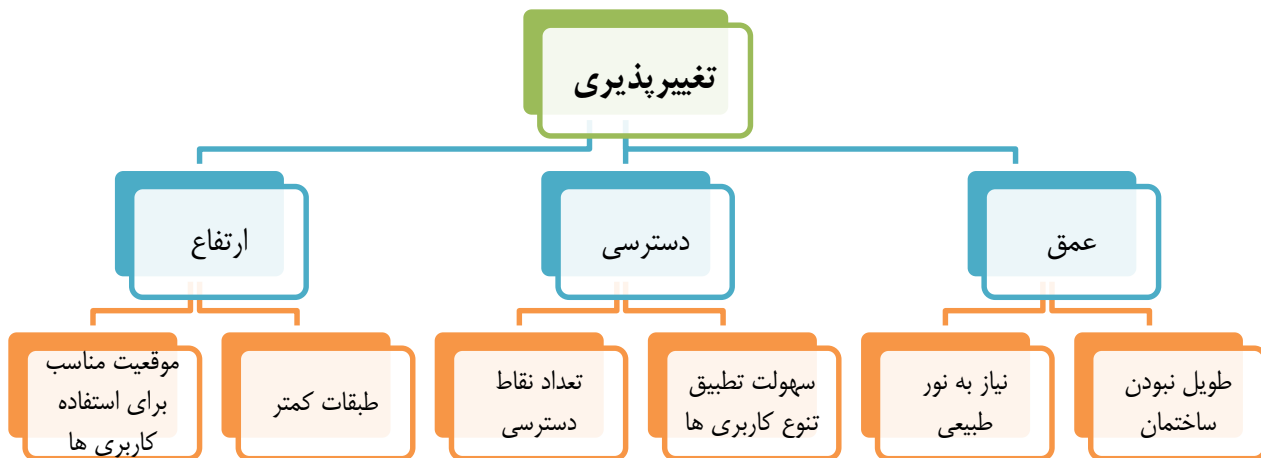 تغییرپذیری
عمق
دسترسی
ارتفاع
طویل نبودن
ساختمان
نیاز به نور
طبیعی
سهولت تطبیق
تنوع کاربری ها
تعداد نقاط
دسترسی
طبقات کمتر
موقعیت مناسب
برای استفاده
کاربری ها